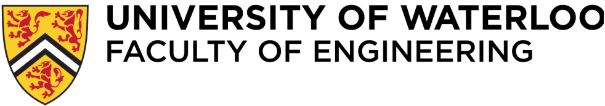 UNIVERSITY OF WATERLOO
FACULTY OF ENGINEERING